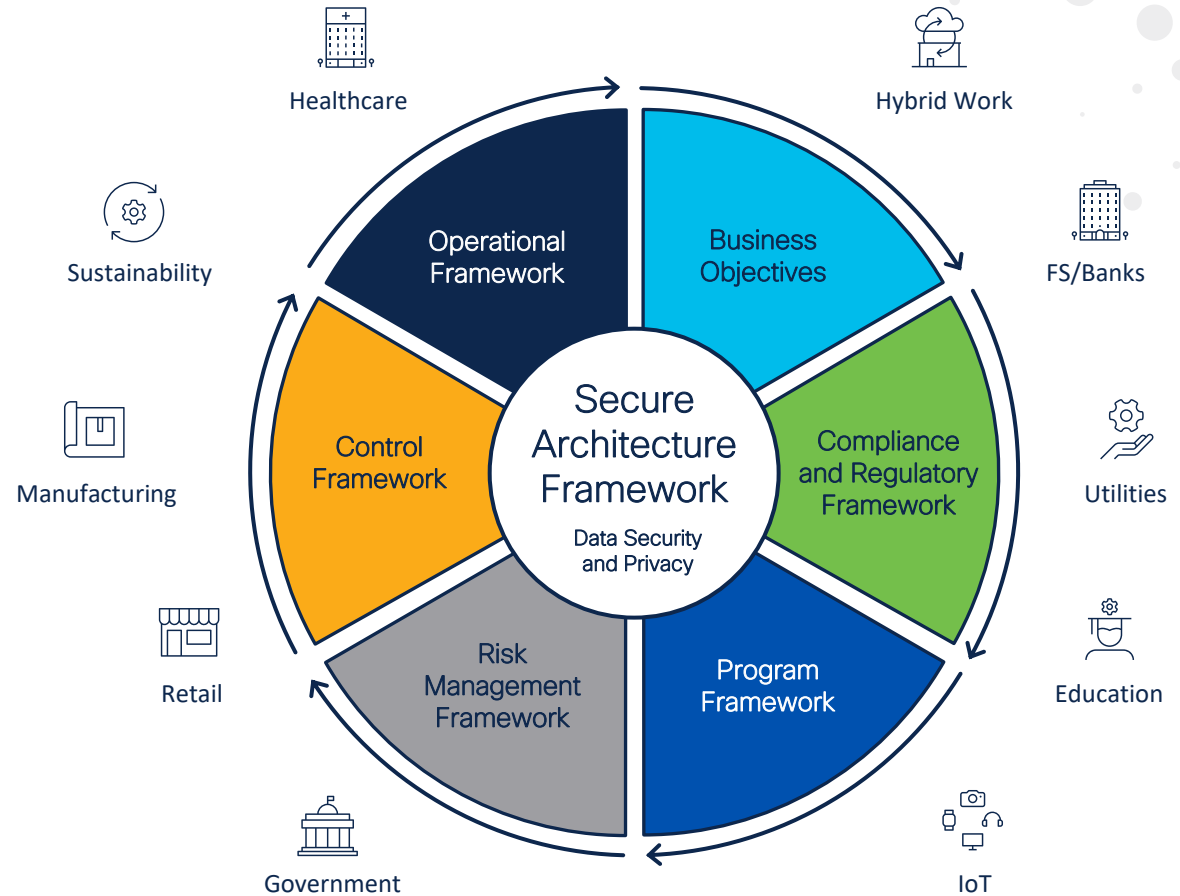 Healthcare
Hybrid Work
Sustainability
FS/Banks
Manufacturing
Utilities
Retail
Education
Government
IoT
Operational
Framework
Business
Objectives
Control
Framework
Secure
Architecture
Framework
Data Security
and Privacy
Compliance
and Regulatory
Framework
Risk
Management
Framework
Program
Framework